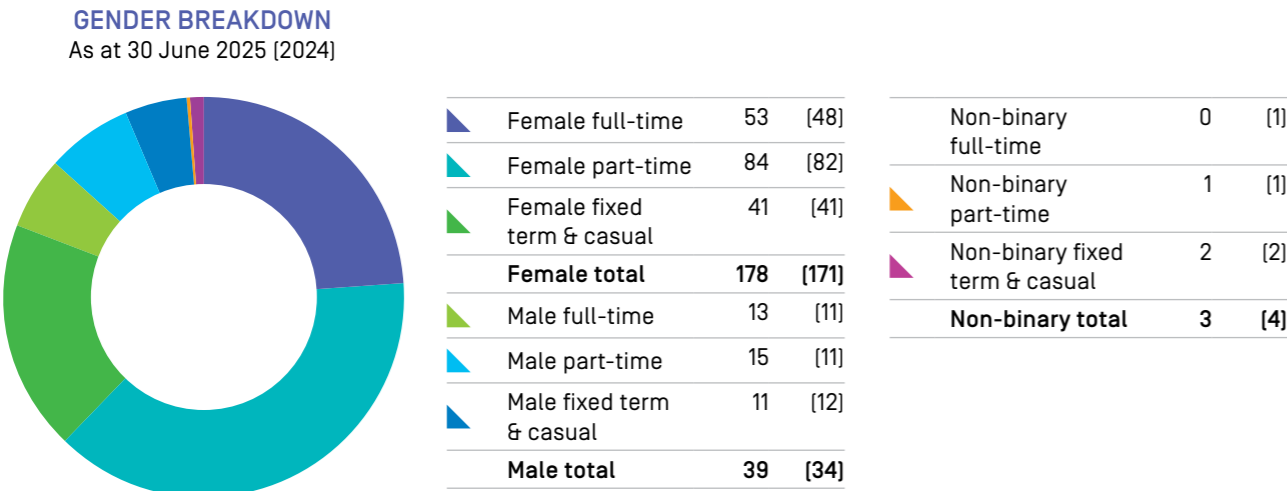 GENDER BREAKDOWN
As at 30 June 2025 (2024)
Female full-time 53 (48)
Female part-time 84 (82)
Female fixed
term & casual 41 (41)
Female total 178 (171)
Male full-time 13 (11)
Male part-time 15 (11)
Male fixed term
& casual 11 (12)
Male total 39 (34)
Non-binary
full-time 0 (1)
Non-binary
part-time 1 (1)
Non-binary fixed
term & casual 2 (2)
Non-binary total 3 (4)